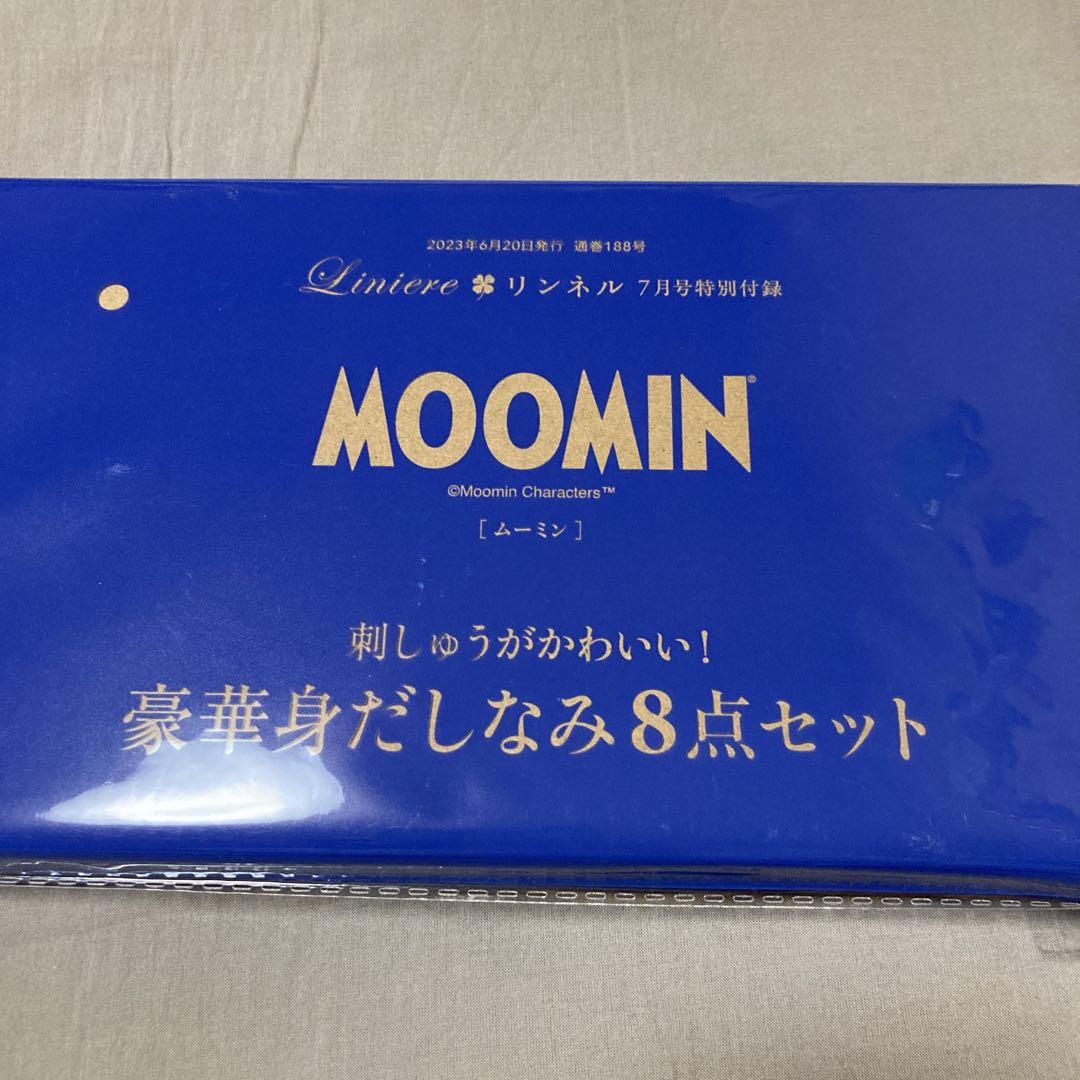 2023年6月20日発行 通巻188号
Liniere リンネル 7月号特別付録
MOOMIN®
©Moomin Characters™
[ムーミン]
刺しゅうがかわいい!
豪華身だしなみ8点セット